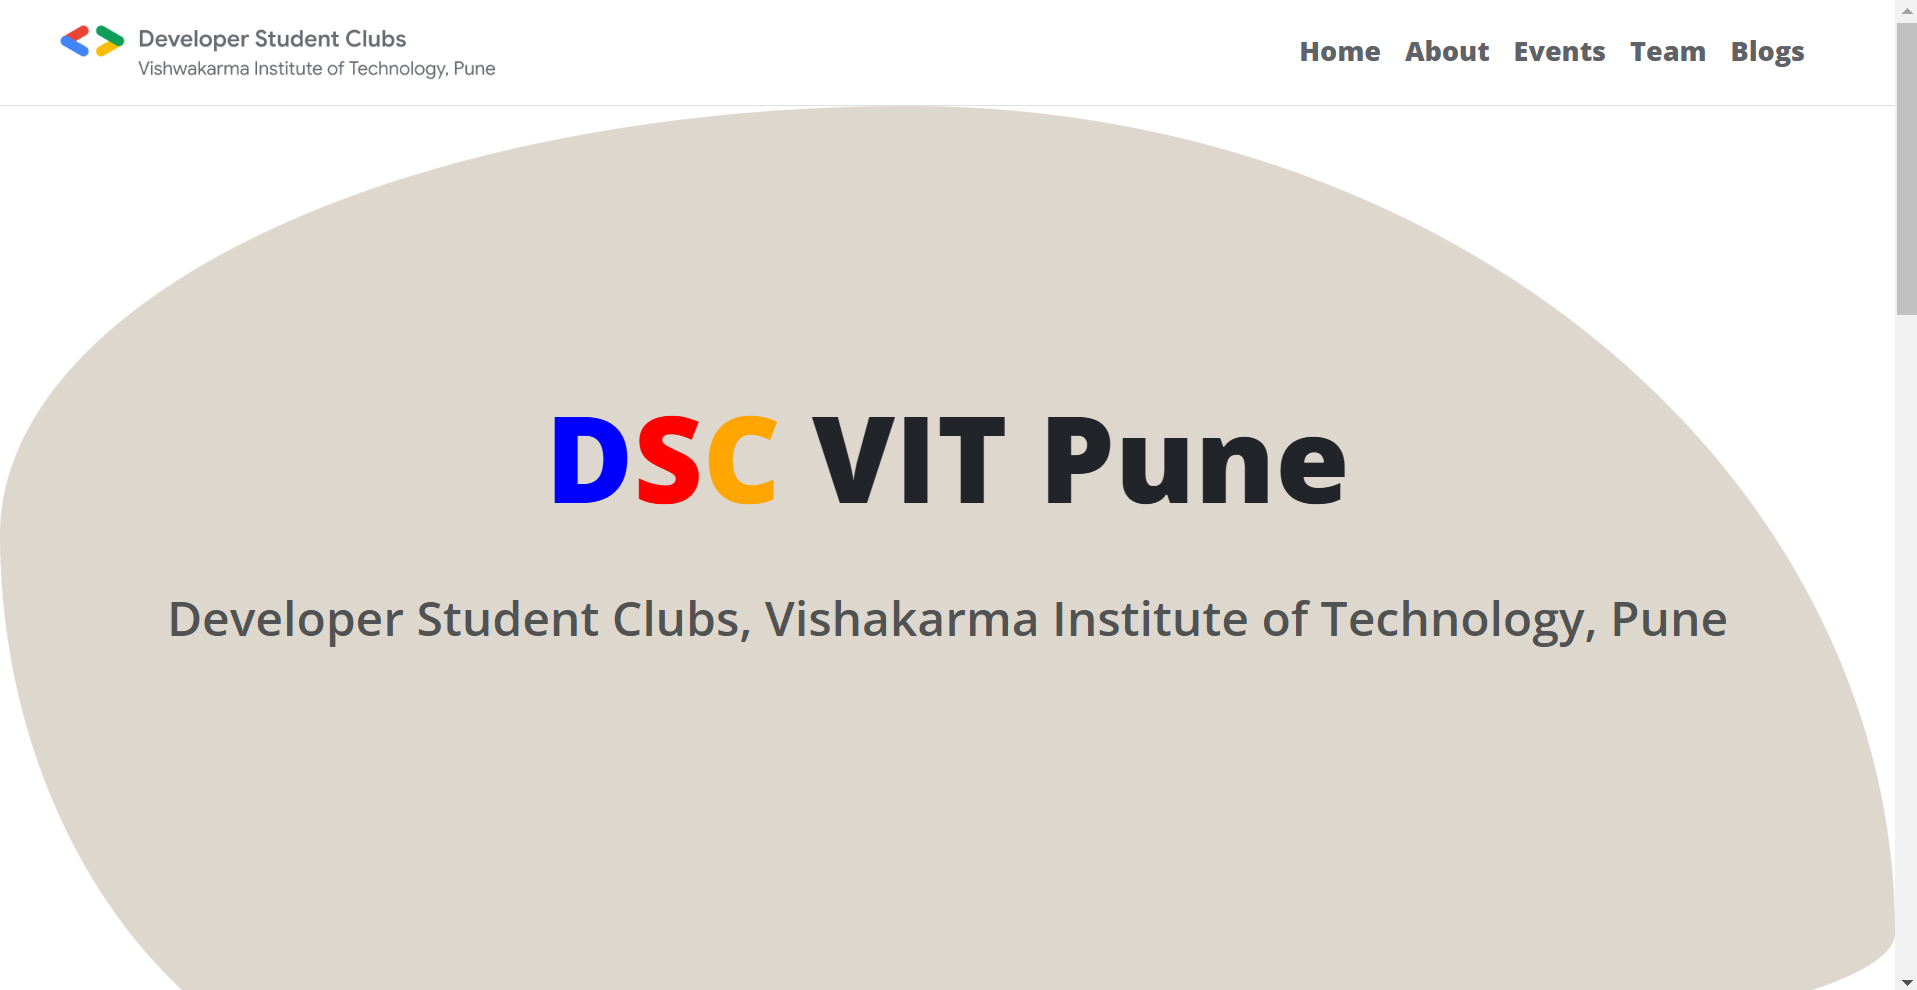 Developer Student Clubs
Vishwakarma Institute of Technology, Pune
Home About Events Team Blogs
DSC VIT Pune
Developer Student Clubs, Vishakarma Institute of Technology, Pune